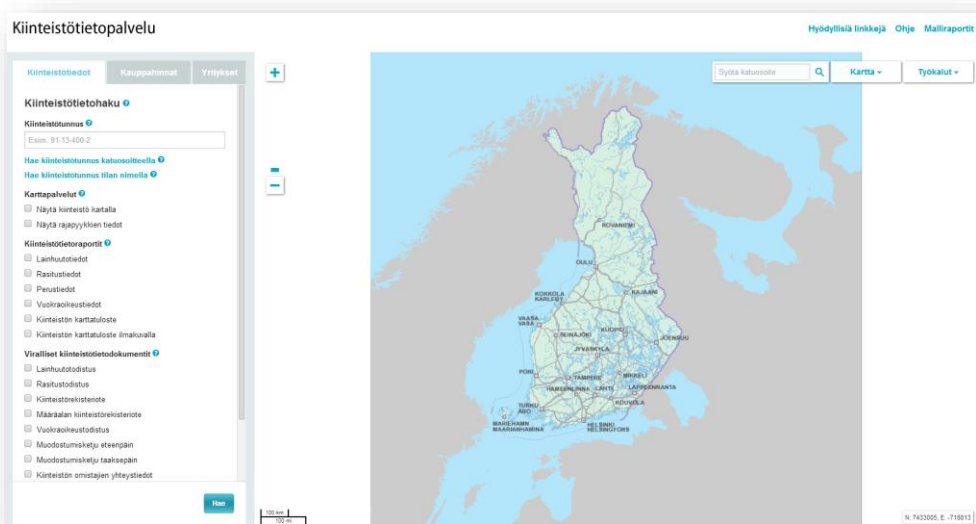 Kiinteistötietopalvelu
Hyödyllisiä linkkejä Ohje Malliraportit
Kiinteistötiedot Kauppahinnat Yritykset
Kiinteistötietohaku
Kiinteistötunnus
Esim. 91-13-400-2
Hae kiinteistötunnus katuosoitteella
Hae kiinteistötunnus tilan nimellä
Karttapalvelut
Näytä kiinteistö kartalla
Näytä rajapyykkien tiedot
Kiinteistötietoraportit
Lainhuutotiedot
Rasitustiedot
Perustiedot
Vuokraoikeustiedot
Kiinteistön karttatuloste
Kiinteistön karttatuloste ilmakuvalla
Viralliset kiinteistötietodokumentit
Lainhuutotodistus
Rasitustodistus
Kiinteistörekisteriote
Määräalan kiinteistörekisteriote
Vuokraoikeustodistus
Muodostumisketju eteenpäin
Muodostumisketju taaksepäin
Kiinteistön omistajien yhteystiedot
Hae
Syötä katuosoite
Kartta
Työkalut
ROVANIEMI
OULU
KAJAANI
KOKKOLA
KARLEBY
VAASA
VASA
SEINÄJOKI
KUOPIO
JOENSUU
JYVÄSKYLÄ
PORI
TAMPERE
MIKKELI
HÄMEENLINNA
LAHTI
LAPPEENRANTA
KOUVOLA
TURKU
ÅBO
MARIEHAMN
MAARIANHAMINA
HELSINKI
HELSINGFORS
100 km
100 mi
N: 7433005, E: -716813